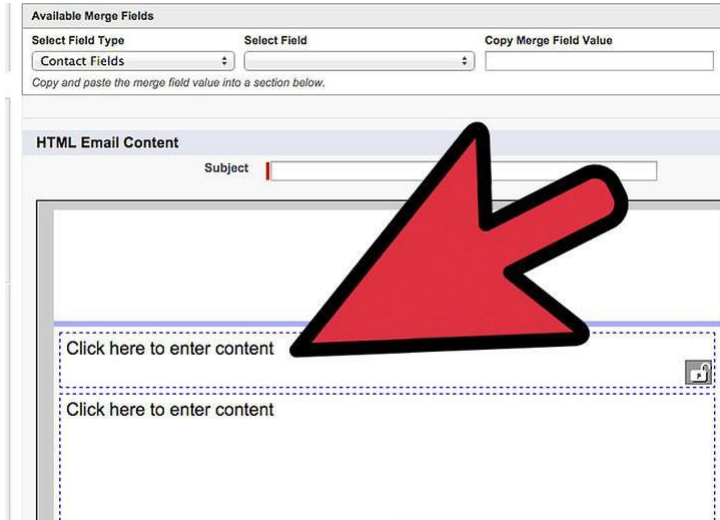 Available Merge Fields
Select Field Type Select Field Copy Merge Field Value
Contact Fields
Copy and paste the merge field value into a section below.
HTML Email Content
Subject
Click here to enter content
Click here to enter content